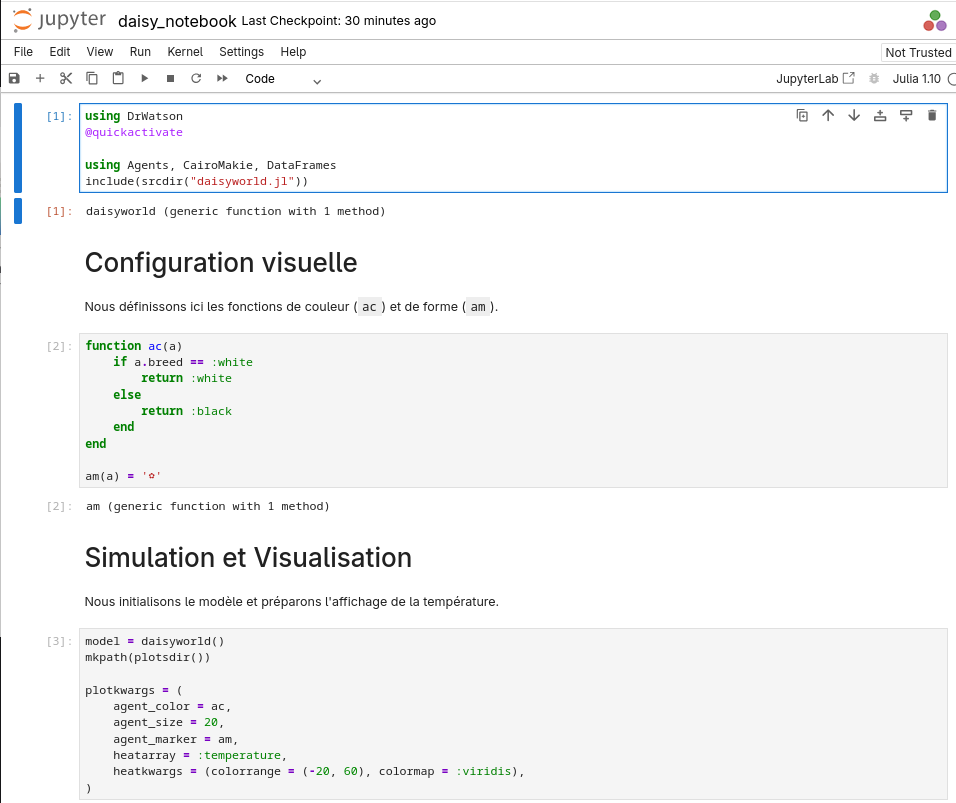 jupyter daisy_notebook Last Checkpoint: 30 minutes ago
File Edit View Run Kernel Settings Help
Not Trusted
Code
JupyterLab
Julia 1.10
[1]:
using DrWatson
@quickactivate

using Agents, CairoMakie, DataFrames
include(srcdir("daisyworld.jl"))
[1]: daisyworld (generic function with 1 method)
Configuration visuelle
Nous définissons ici les fonctions de couleur ( ac ) et de forme ( am ).
[2]:
function ac(a)
    if a.breed == :white
        return :white
    else
        return :black
    end
end

am(a) = '✿'
[2]: am (generic function with 1 method)
Simulation et Visualisation
Nous initialisons le modèle et préparons l'affichage de la température.
[3]:
model = daisyworld()
mkpath(plotsdir())

plotkwargs = (
    agent_color = ac,
    agent_size = 20,
    agent_marker = am,
    heatarray = :temperature,
    heatkwargs = (colorrange = (-20, 60), colormap = :viridis),
)